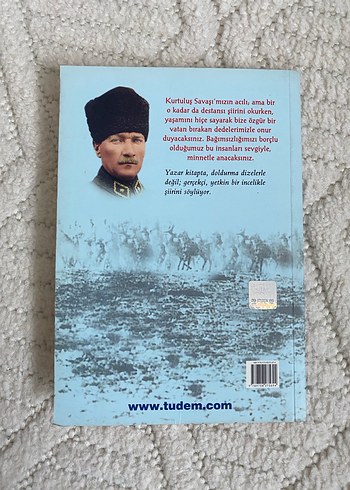 Kurtuluş Savaşı'mızın acılı, ama bir
o kadar da destansı şiirini okurken,
yaşamını hiçe sayarak bize özgür bir
vatan bırakan dedelerimizle onur
duyacaksınız. Bağımsızlığımızı borçlu
olduğumuz bu insanları sevgiyle,
minnetle anacaksınız.
Yazar kitapta, doldurma dizelerle
değil; gerçekçi, yetkin bir incelikle
şiirini söylüyor.
www.tudem.com